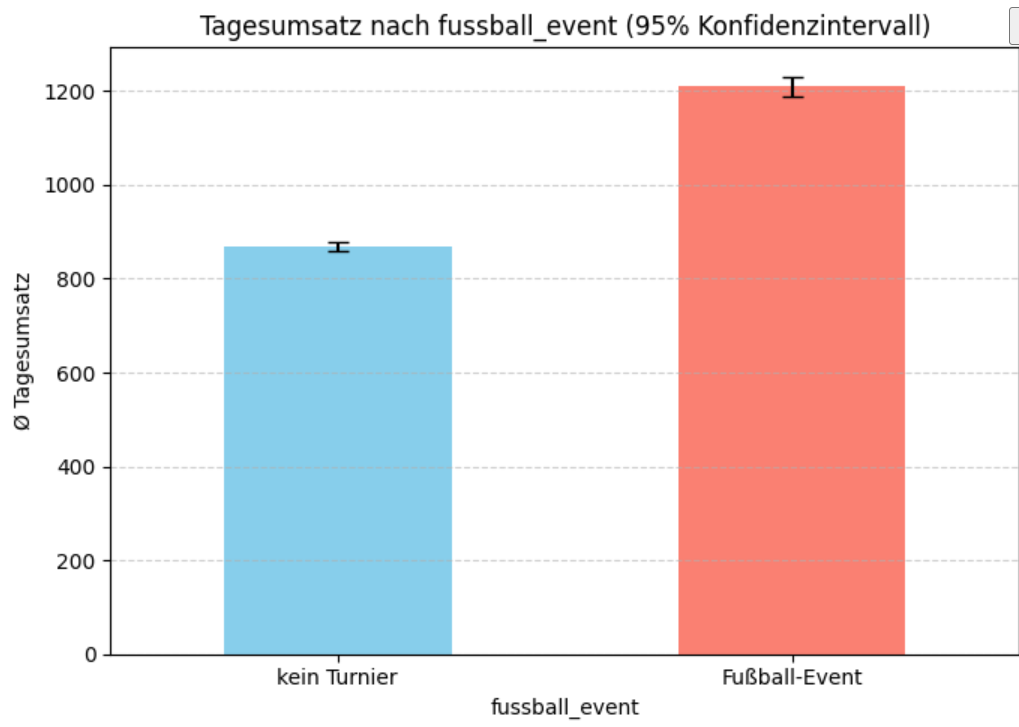 Tagesumsatz nach fussball_event (95% Konfidenzintervall)
Ø Tagesumsatz
1200
1000
800
600
400
200
0
kein Turnier
Fußball-Event
fussball_event